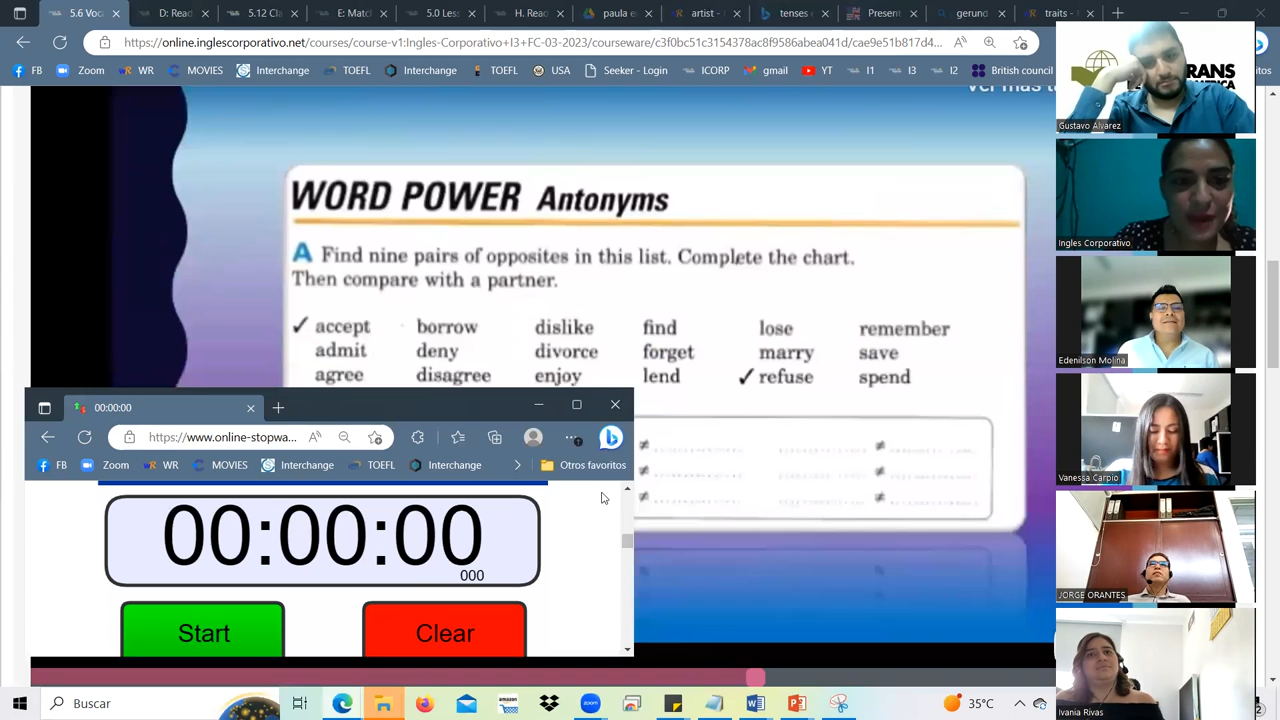 5.6 Voc
D: Read
5.12 Cl
E: Wor
5.0 Les
H: Rea
paula e
artist
teces
Presen
gerund
traits
https://online.inglescorporativo.net/courses/course-v1:Ingles-Corporativo+I3+FC-03-2023/courseware/c3f0bc51c3154378ac8f9586abea041d/cae9e51b817d4...
FB Zoom WR MOVIES Interchange TOEFL Interchange USA Seeker - Login ICORP gmail YT I1 I3 British council
Otros favoritos
WORD POWER Antonyms
A Find nine pairs of opposites in this list. Complete the chart.
Then compare with a partner.
✓ accept borrow dislike find lose remember
admit deny divorce forget marry save
agree disagree enjoy lend ✓ refuse spend
≠ ≠
≠ ≠
≠ ≠
00:00:00
https://www.online-stopwa...
FB Zoom WR MOVIES Interchange TOEFL Interchange Otros favoritos
00:00:00
000
Start Clear
Gustavo Alvarez
Ingles Corporativo
Edenilson Molina
Vanessa Carpio
JORGE ORANTES
Ivania Rivas
Buscar
35°C